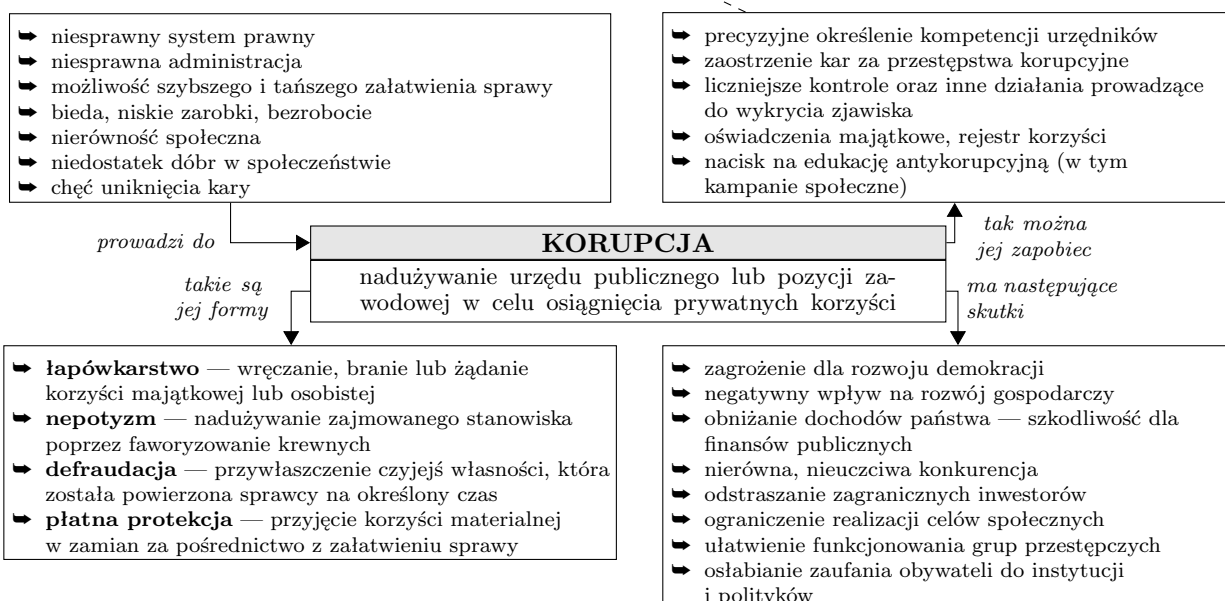 ➥ niesprawny system prawny
➥ niesprawna administracja
➥ możliwość szybszego i tańszego załatwienia sprawy
➥ bieda, niskie zarobki, bezrobocie
➥ nierówność społeczna
➥ niedostatek dóbr w społeczeństwie
➥ chęć uniknięcia kary
➥ precyzyjne określenie kompetencji urzędników
➥ zaostrzenie kar za przestępstwa korupcyjne
➥ liczniejsze kontrole oraz inne działania prowadzące
do wykrycia zjawiska
➥ oświadczenia majątkowe, rejestr korzyści
➥ nacisk na edukację antykorupcyjną (w tym
kampanie społeczne)
prowadzi do
KORUPCJA
tak można
jej zapobiec
nadużywanie urzędu publicznego lub pozycji za-
wodowej w celu osiągnięcia prywatnych korzyści
takie są
jej formy
ma następujące
skutki
➥ łapówkarstwo — wręczanie, branie lub żądanie
korzyści majątkowej lub osobistej
➥ nepotyzm — nadużywanie zajmowanego stanowiska
poprzez faworyzowanie krewnych
➥ defraudacja — przywłaszczenie czyjejś własności, która
została powierzona sprawcy na określony czas
➥ płatna protekcja — przyjęcie korzyści materialnej
w zamian za pośrednictwo z załatwieniu sprawy
➥ zagrożenie dla rozwoju demokracji
➥ negatywny wpływ na rozwój gospodarczy
➥ obniżanie dochodów państwa — szkodliwość dla
finansów publicznych
➥ nierówna, nieuczciwa konkurencja
➥ odstraszanie zagranicznych inwestorów
➥ ograniczenie realizacji celów społecznych
➥ ułatwienie funkcjonowania grup przestępczych
➥ osłabianie zaufania obywateli do instytucji
i polityków